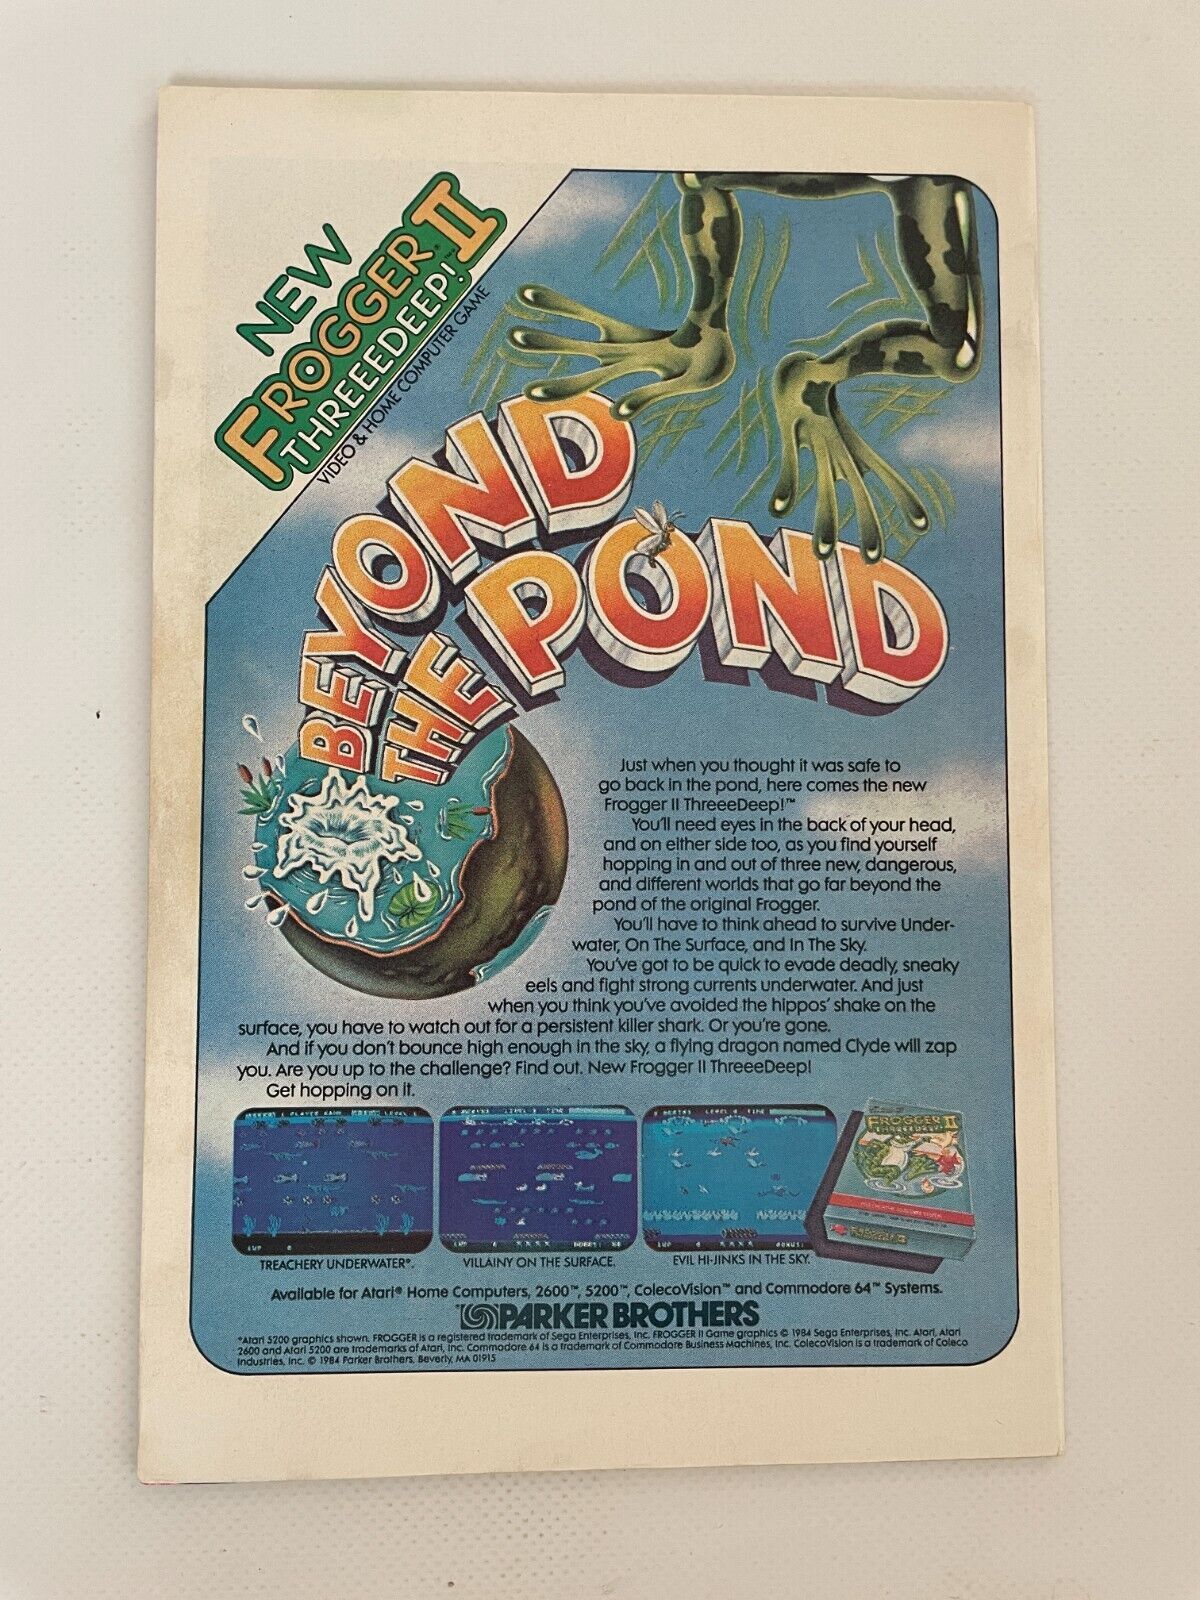 NEW
FROGGER® II
THREEEDEEP!™
VIDEO & HOME COMPUTER GAME
BEYOND
THE POND
Just when you thought it was safe to
go back in the pond, here comes the new
Frogger II ThreeeDeep!™
You'll need eyes in the back of your head,
and on either side too, as you find yourself
hopping in and out of three new, dangerous,
and different worlds that go far beyond the
pond of the original Frogger.
You'll have to think ahead to survive Under-
water, On The Surface, and In The Sky.
You've got to be quick to evade deadly, sneaky
eels and fight strong currents underwater. And just
when you think you've avoided the hippos' shake on the
surface, you have to watch out for a persistent killer shark. Or you're gone.
And if you don't bounce high enough in the sky, a flying dragon named Clyde will zap
you. Are you up to the challenge? Find out. New Frogger II ThreeeDeep!
Get hopping on it.
FROGGER II
THREEEDEEP!
TREACHERY UNDERWATER*.
VILLAINY ON THE SURFACE.
EVIL HI-JINKS IN THE SKY.
Available for Atari® Home Computers, 2600™, 5200™, ColecoVision™ and Commodore 64™ Systems.
PARKER BROTHERS
*Atari 5200 graphics shown. FROGGER is a registered trademark of Sega Enterprises, Inc. FROGGER II Game graphics © 1984 Sega Enterprises, Inc. Atari, Atari
2600 and Atari 5200 are trademarks of Atari, Inc. Commodore 64 is a trademark of Commodore Business Machines, Inc. ColecoVision is a trademark of Coleco
Industries, Inc. © 1984 Parker Brothers, Beverly, MA 01915